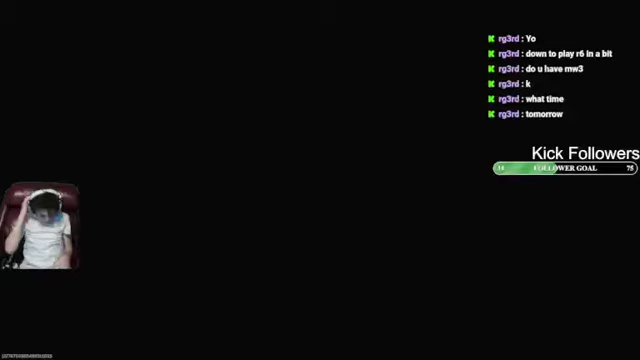 rg3rd : Yo
rg3rd : down to play r6 in a bit
rg3rd : do u have mw3
rg3rd : k
rg3rd : what time
rg3rd : tomorrow
Kick Followers
FOLLOWER GOAL 75